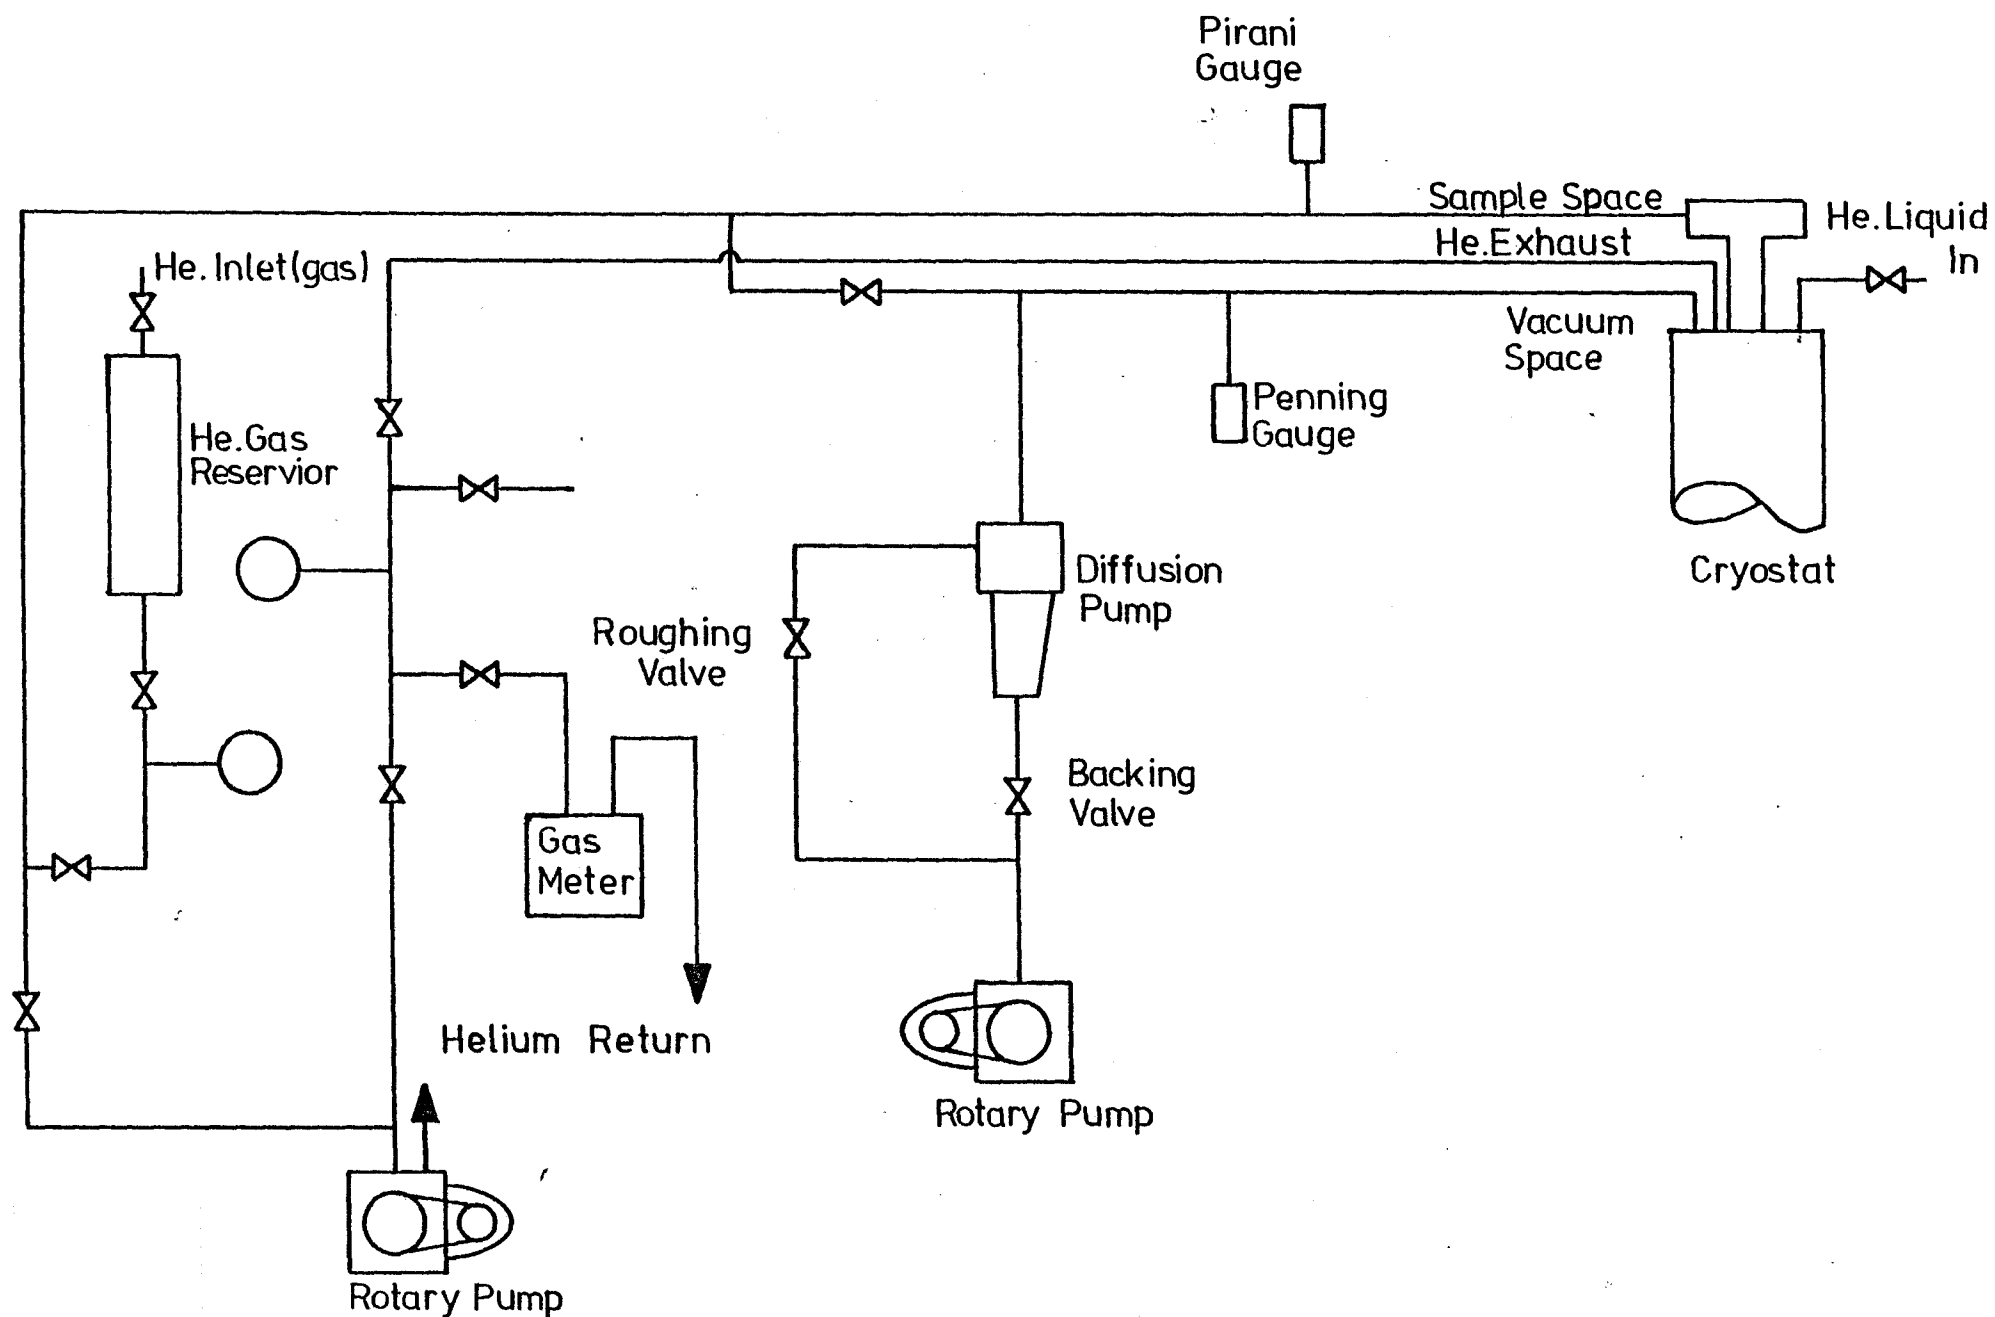 Pirani
Gauge
Sample Space
He.Liquid
In
He.Exhaust
He.Inlet(gas)
Vacuum
Space
Penning
Gauge
He.Gas
Reservior
Cryostat
Diffusion
Pump
Roughing
Valve
Backing
Valve
Gas
Meter
Helium Return
Rotary Pump
Rotary Pump